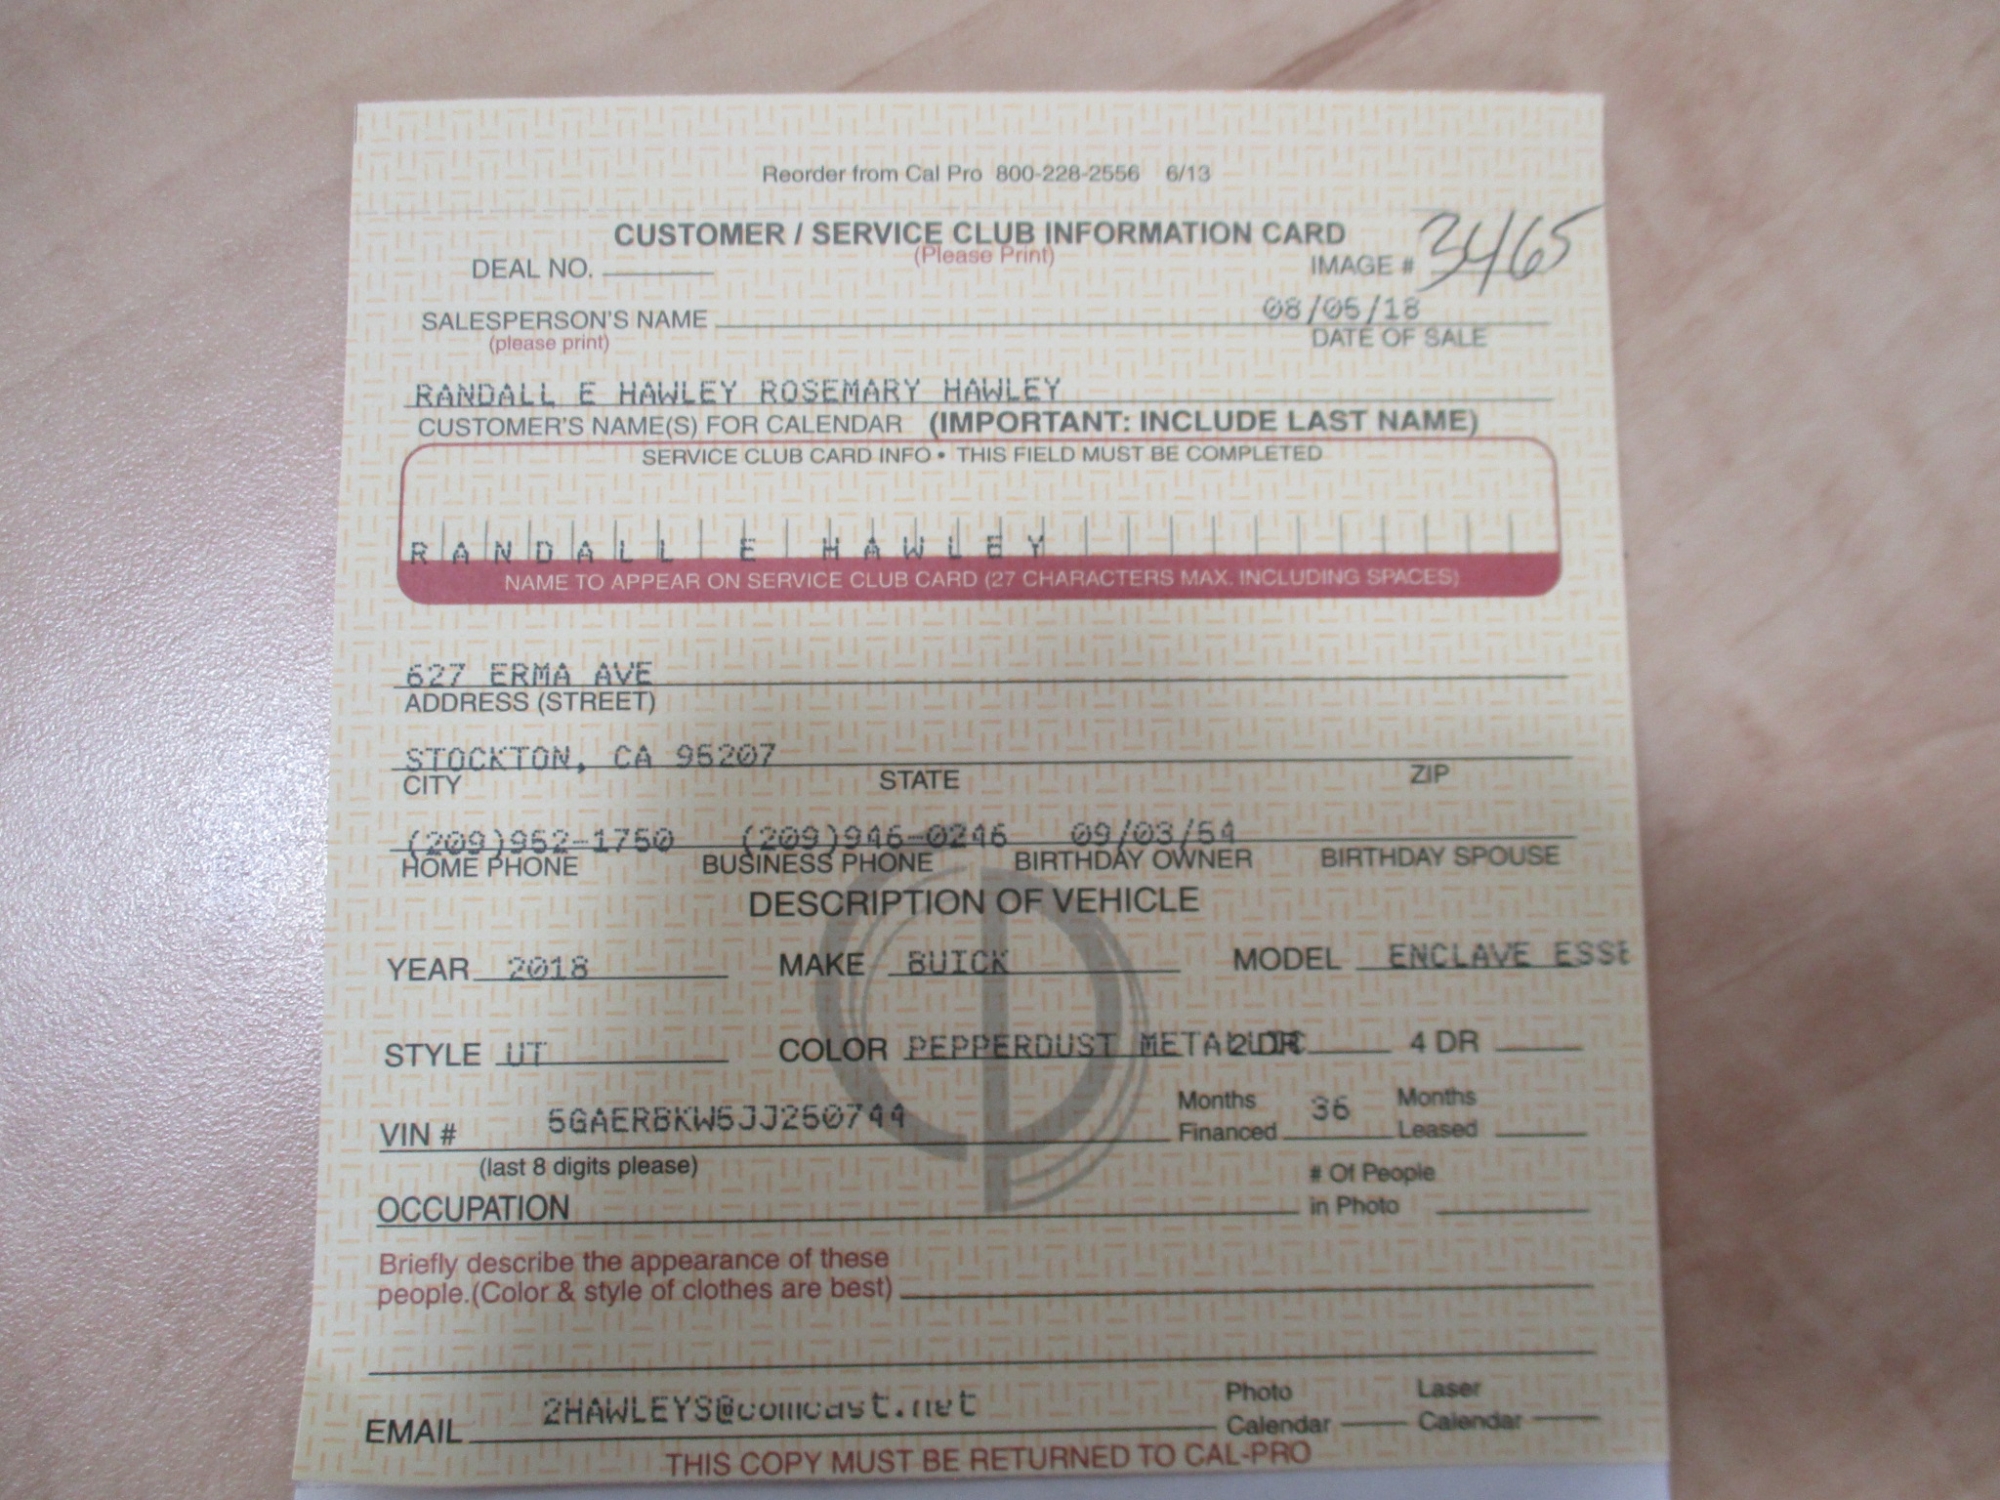 Reorder from Cal Pro 800-228-2556 6/13
CUSTOMER / SERVICE CLUB INFORMATION CARD
(Please Print)
DEAL NO. IMAGE # 3465
SALESPERSON'S NAME 08/05/18
(please print) DATE OF SALE
RANDALL E HAWLEY ROSEMARY HAWLEY
CUSTOMER'S NAME(S) FOR CALENDAR (IMPORTANT: INCLUDE LAST NAME)
SERVICE CLUB CARD INFO • THIS FIELD MUST BE COMPLETED
RANDALL E HAWLEY
NAME TO APPEAR ON SERVICE CLUB CARD (27 CHARACTERS MAX. INCLUDING SPACES)
627 ERMA AVE
ADDRESS (STREET)
STOCKTON, CA 95207
CITY STATE ZIP
(209)952-1750 (209)946-0246 09/03/54
HOME PHONE BUSINESS PHONE BIRTHDAY OWNER BIRTHDAY SPOUSE
DESCRIPTION OF VEHICLE
YEAR 2018 MAKE BUICK MODEL ENCLAVE ESSE
STYLE UT COLOR PEPPERDUST METALLIC 2 DR 4 DR
VIN # 5GAERBKW5JJ250744 Months Financed 36 Months Leased
(last 8 digits please)
OCCUPATION # Of People in Photo
Briefly describe the appearance of these
people.(Color & style of clothes are best)
EMAIL 2HAWLEYS@comcast.net Photo Calendar Laser Calendar
THIS COPY MUST BE RETURNED TO CAL-PRO